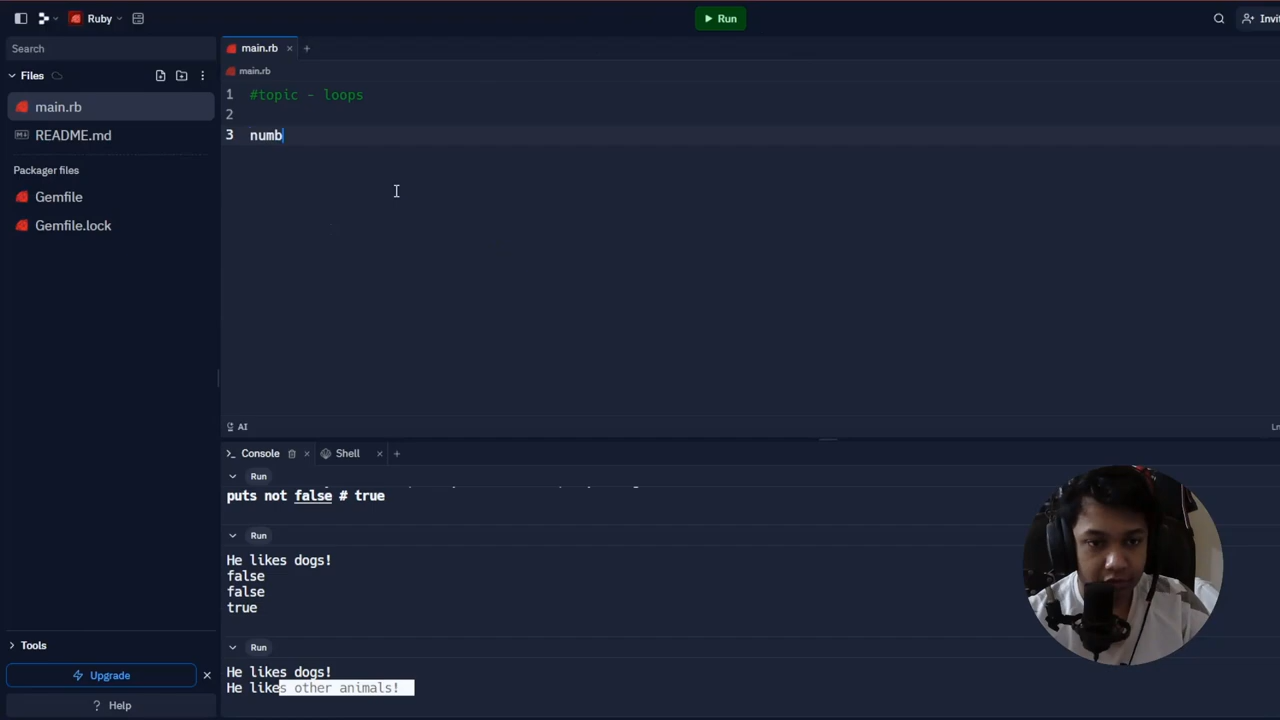 Ruby
Run
Invi
Search
main.rb
Files
main.rb
main.rb
README.md
Packager files
Gemfile
Gemfile.lock
1 #topic - loops
2
3 numb
AI
Ln
Console
Shell
Run
puts not false # true
Run
He likes dogs!
false
false
true
Run
He likes dogs!
He likes other animals!
Tools
Upgrade
Help